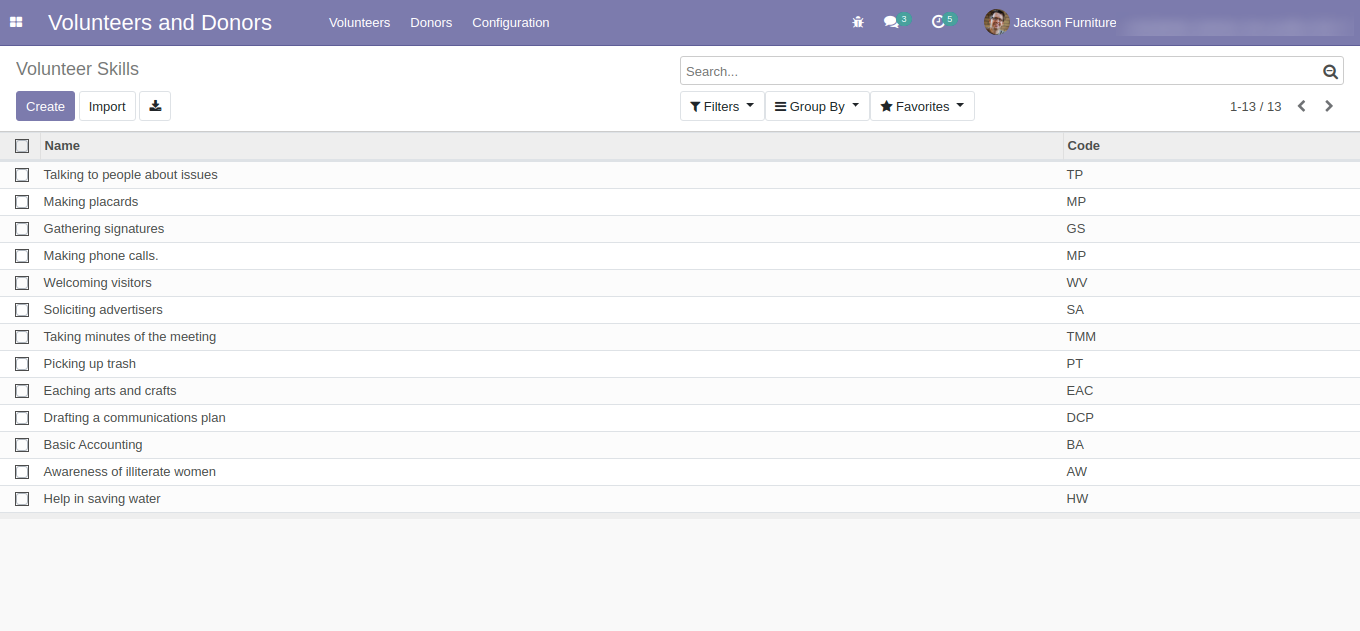 Volunteers and Donors Volunteers Donors Configuration 3 5 Jackson Furniture
Volunteer Skills
Search...
Create Import Filters Group By Favorites 1-13 / 13
Name Code
Talking to people about issues TP
Making placards MP
Gathering signatures GS
Making phone calls. MP
Welcoming visitors WV
Soliciting advertisers SA
Taking minutes of the meeting TMM
Picking up trash PT
Eaching arts and crafts EAC
Drafting a communications plan DCP
Basic Accounting BA
Awareness of illiterate women AW
Help in saving water HW